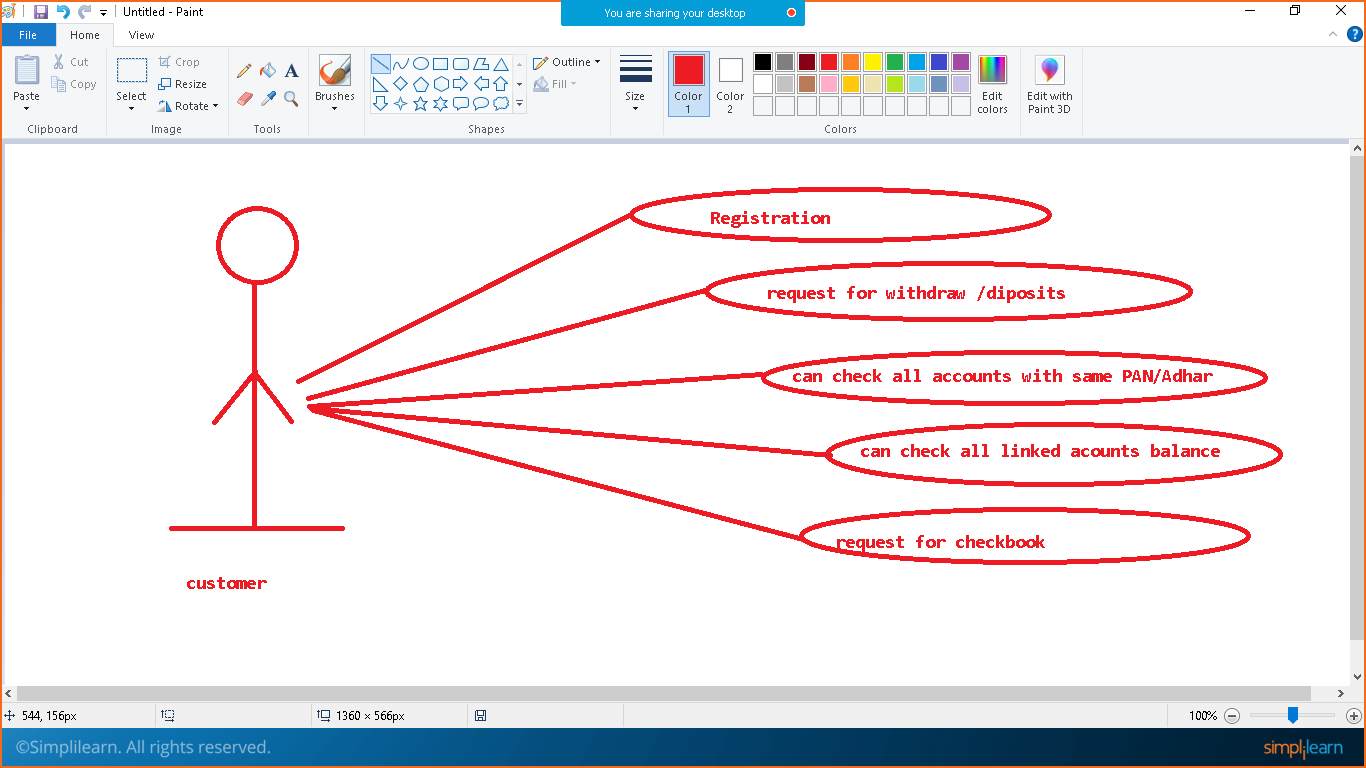 Untitled - Paint
You are sharing your desktop
File
Home
View
Paste
Cut
Copy
Clipboard
Select
Crop
Resize
Rotate
Image
A
Tools
Brushes
Outline
Fill
Shapes
Size
Color
1
Color
2
Edit
colors
Colors
Edit with
Paint 3D
Registration
request for withdraw /diposits
can check all accounts with same PAN/Adhar
can check all linked acounts balance
request for checkbook
customer
544, 156px
1360 × 566px
100%
©Simplilearn. All rights reserved.
simplilearn